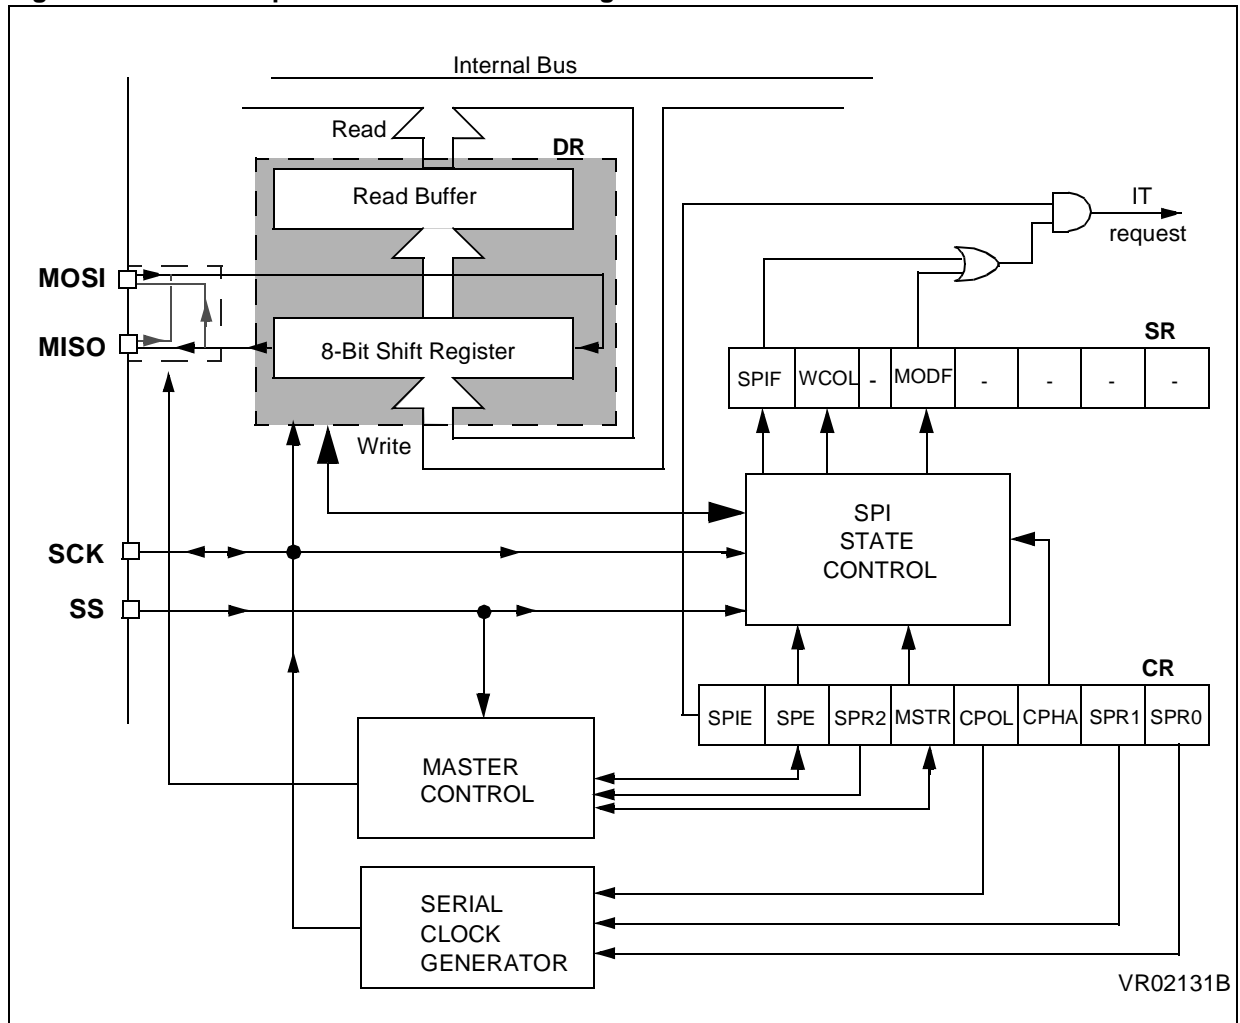 Internal Bus
Read
DR
Read Buffer
IT
request
MOSI
MISO
8-Bit Shift Register
SR
SPIF WCOL - MODF - - - -
Write
SPI
STATE
CONTROL
SCK
SS
CR
SPIE SPE SPR2 MSTR CPOL CPHA SPR1 SPR0
MASTER
CONTROL
SERIAL
CLOCK
GENERATOR
VR02131B